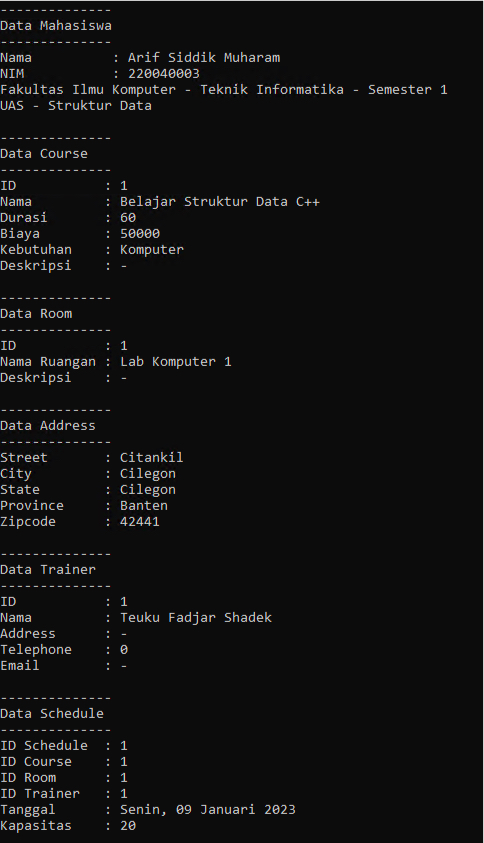 --------------
Data Mahasiswa
--------------
Nama          : Arif Siddik Muharam
NIM           : 220040003
Fakultas Ilmu Komputer - Teknik Informatika - Semester 1
UAS - Struktur Data

--------------
Data Course
--------------
ID           : 1
Nama         : Belajar Struktur Data C++
Durasi       : 60
Biaya        : 50000
Kebutuhan    : Komputer
Deskripsi    : -

--------------
Data Room
--------------
ID           : 1
Nama Ruangan : Lab Komputer 1
Deskripsi    : -

--------------
Data Address
--------------
Street       : Citankil
City         : Cilegon
State        : Cilegon
Province     : Banten
Zipcode      : 42441

--------------
Data Trainer
--------------
ID           : 1
Nama         : Teuku Fadjar Shadek
Address      : -
Telephone    : 0
Email        : -

--------------
Data Schedule
--------------
ID Schedule  : 1
ID Course    : 1
ID Room      : 1
ID Trainer   : 1
Tanggal      : Senin, 09 Januari 2023
Kapasitas    : 20